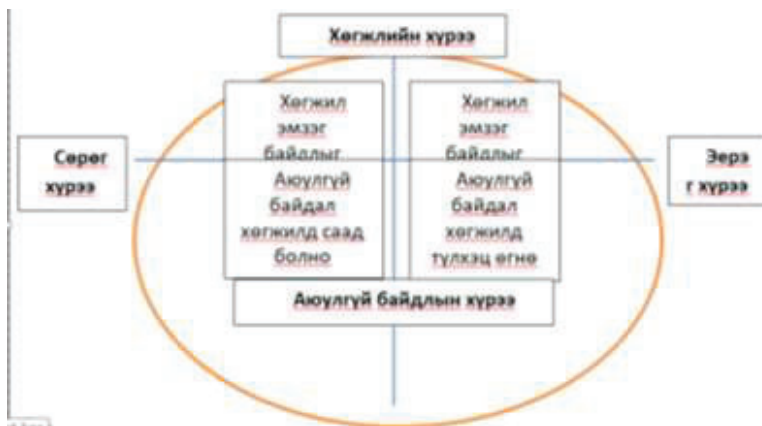 Хөгжлийн хүрээ
Хөгжил
эмзэг
байдлыг
Хөгжил
эмзэг
байдлыг
Сөрөг
хүрээ
Эерэ
г хүрээ
Аюулгүй
байдал
хөгжилд саад
болно
Аюулгүй
байдал
хөгжилд
түлхэц өгнө
Аюулгүй байдлын хүрээ